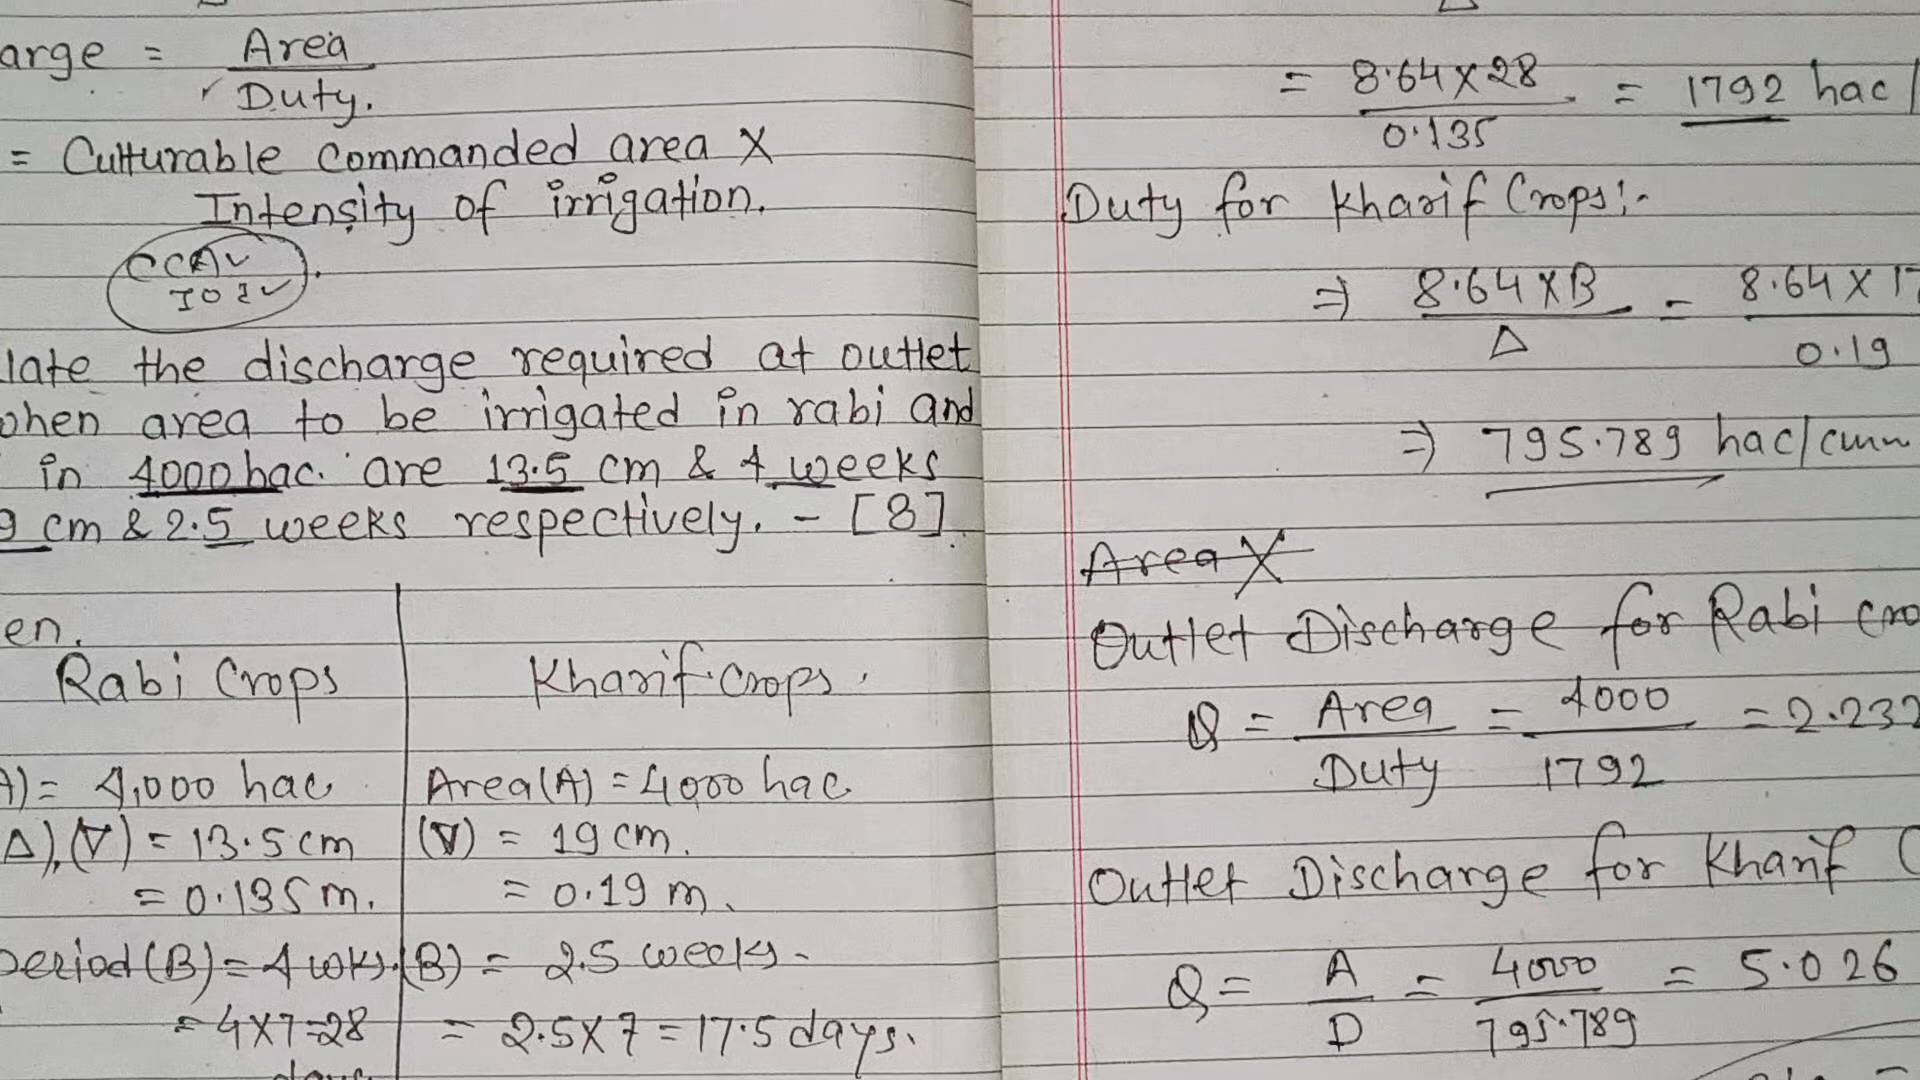 arge = Area
Duty.
= Culturable Commanded area X
Intensity of irrigation.
CCA
IOI
late the discharge required at outlet
when area to be irrigated in rabi and
in 4000 hac. are 13.5 cm & 4 weeks
9 cm & 2.5 weeks respectively. - [8]
en.
Rabi Crops
Kharif crops.
A) = 4,000 hac
Area (A) = 4000 hac
Δ), (∇) = 13.5 cm
(∇) = 19 cm.
= 0.135 m.
= 0.19 m.
period (B) = 4 wks.
(B) = 2.5 weeks.
= 4X7=28
= 2.5X7 = 17.5 days.
days
= 8.64 X 28 / 0.135 = 1792 hac/
Duty for Kharif Crops:-
⇒ 8.64 X B / Δ = 8.64 X 17 / 0.19
⇒ 795.789 hac/cum
Area X
Outlet Discharge for Rabi cro
Q = Area / Duty = 4000 / 1792 = 2.232
Outlet Discharge for Kharif C
Q = A / D = 4000 / 795.789 = 5.026